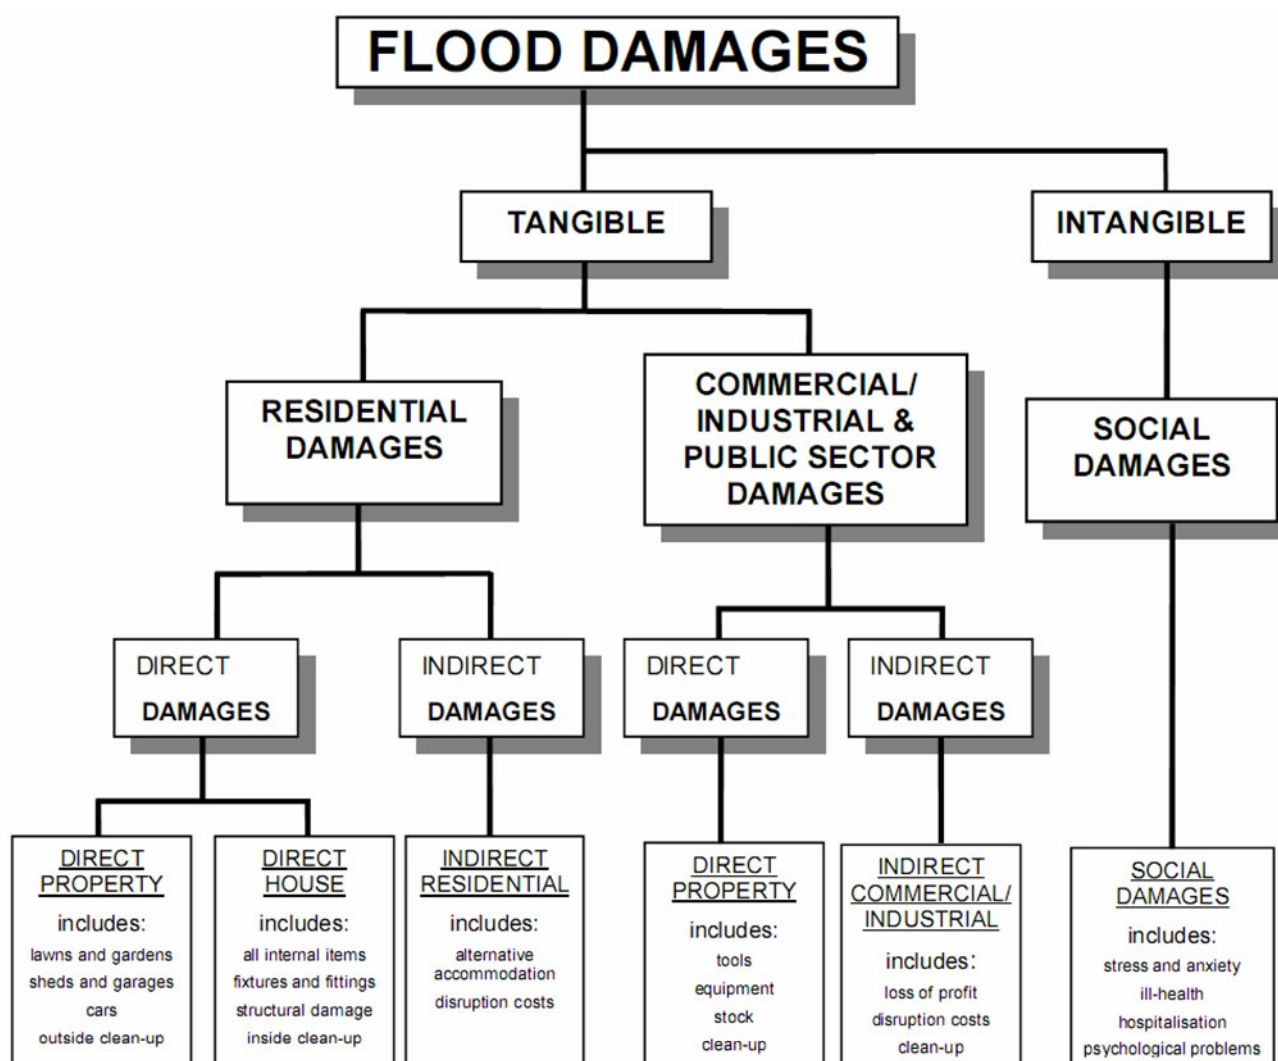 FLOOD DAMAGES
TANGIBLE
INTANGIBLE
RESIDENTIAL
DAMAGES
COMMERCIAL/
INDUSTRIAL &
PUBLIC SECTOR
DAMAGES
SOCIAL
DAMAGES
DIRECT
DAMAGES
INDIRECT
DAMAGES
DIRECT
DAMAGES
INDIRECT
DAMAGES
DIRECT
PROPERTY
includes:
lawns and gardens
sheds and garages
cars
outside clean-up
DIRECT
HOUSE
includes:
all internal items
fixtures and fittings
structural damage
inside clean-up
INDIRECT
RESIDENTIAL
includes:
alternative
accommodation
disruption costs
DIRECT
PROPERTY
includes:
tools
equipment
stock
clean-up
INDIRECT
COMMERCIAL/
INDUSTRIAL
includes:
loss of profit
disruption costs
clean-up
SOCIAL
DAMAGES
includes:
stress and anxiety
ill-health
hospitalisation
psychological problems